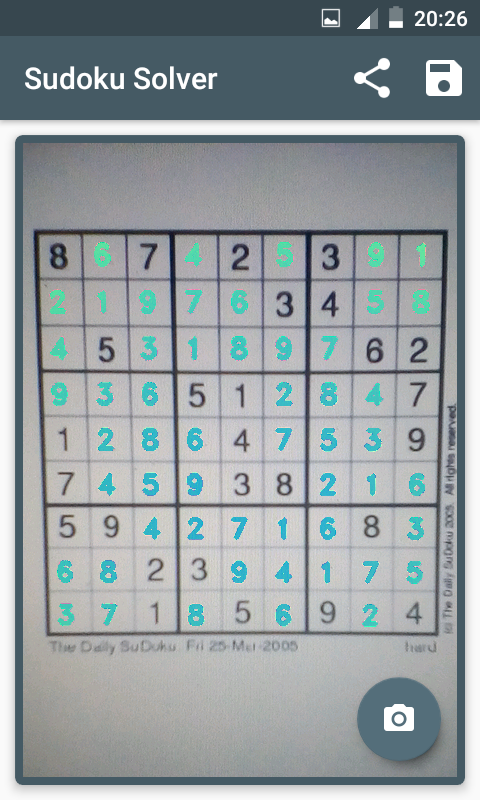 20:26
Sudoku Solver
8 6 7 4 2 5 3 9 1
2 1 9 7 6 3 4 5 8
4 5 3 1 8 9 7 6 2
9 3 6 5 1 2 8 4 7
1 2 8 6 4 7 5 3 9
7 4 5 9 3 8 2 1 6
5 9 4 2 7 1 6 8 3
6 8 2 3 9 4 1 7 5
3 7 1 8 5 6 9 2 4
(c) The Daily SuDoku 2005. All rights reserved.
The Daily SuDoku. Fri 25-Mar-2005
hard